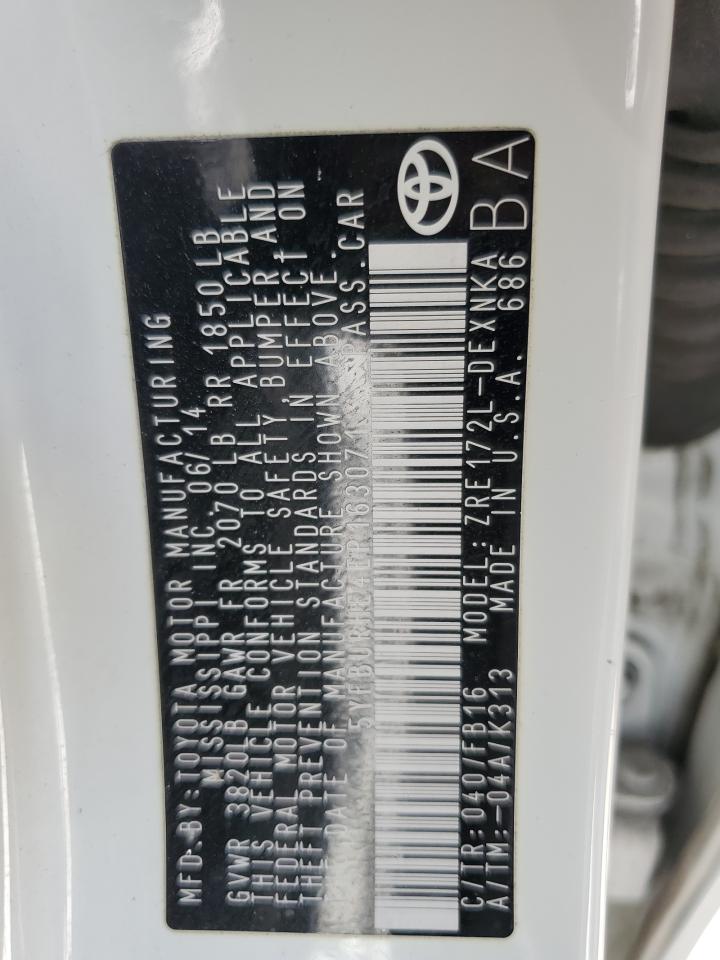 MFD.BY:TOYOTA MOTOR MANUFACTURING
MISSISSIPPI INC. 06/14
GVWR 3820LB GAWR FR 2070 LB RR 1850 LB
THIS VEHICLE CONFORMS TO ALL APPLICABLE
FEDERAL MOTOR VEHICLE SAFETY, BUMPER, AND
THEFT PREVENTION STANDARDS IN EFFECT ON
THE DATE OF MANUFACTURE SHOWN ABOVE.
PASS.CAR
C/TR:040/FB16 MODEL:ZRE172L-DEXNKA
A/TM:-04A/K313 MADE IN U.S.A. 686
BA